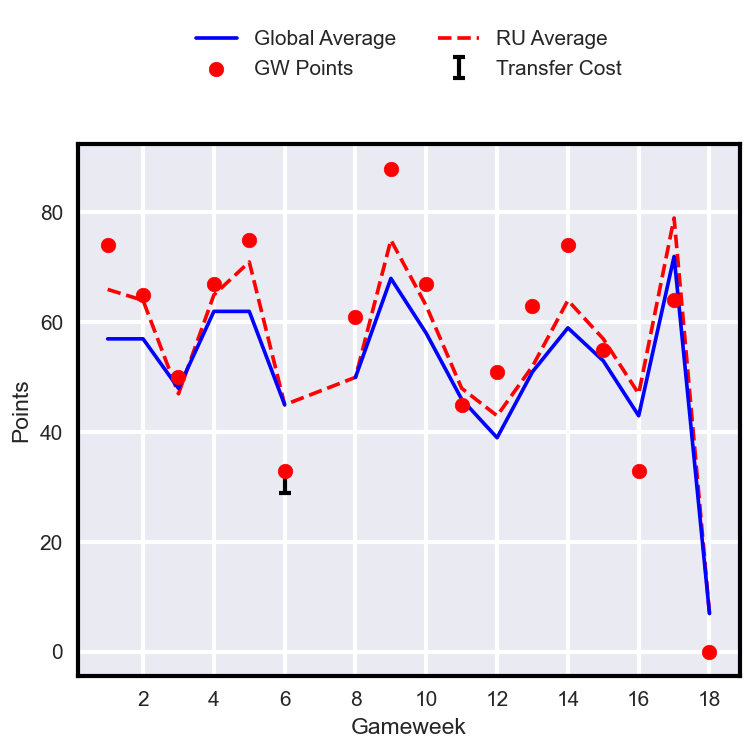 Global Average
RU Average
GW Points
Transfer Cost
80
60
40
20
0
Points
2 4 6 8 10 12 14 16 18
Gameweek